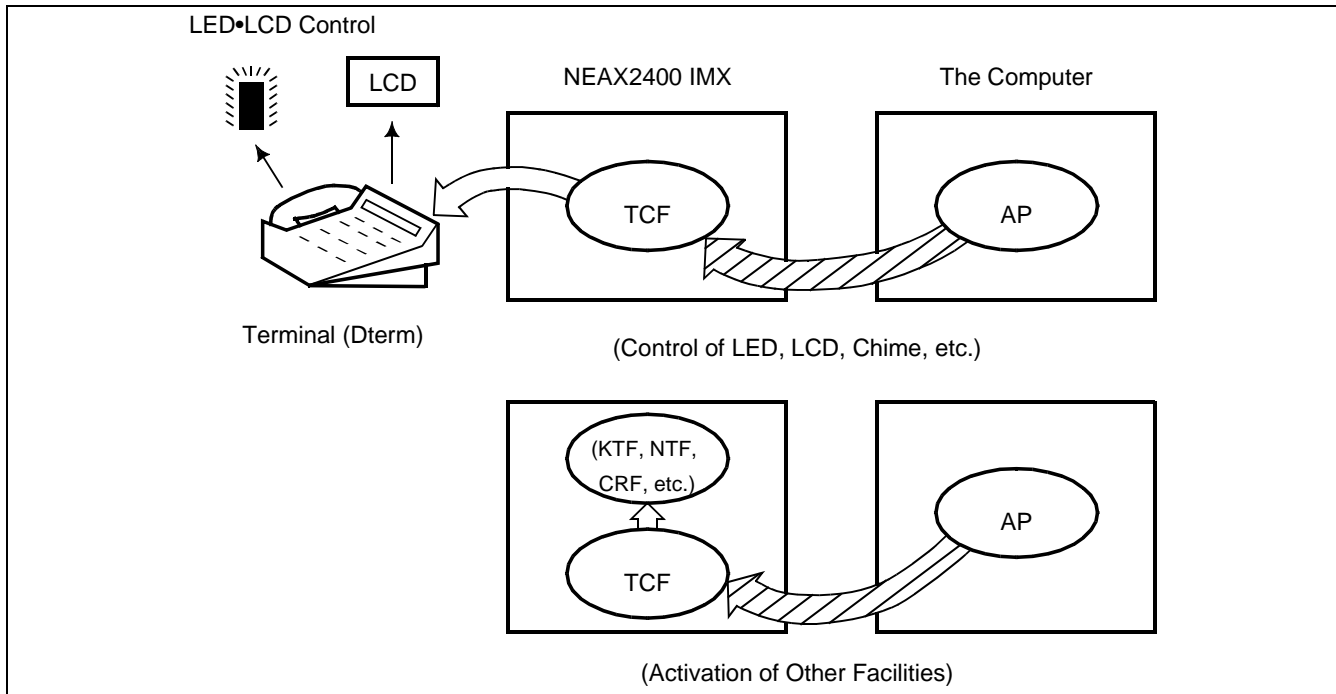 LED•LCD Control
LCD
NEAX2400 IMX
The Computer
TCF
AP
Terminal (Dterm)
(Control of LED, LCD, Chime, etc.)
(KTF, NTF,
CRF, etc.)
AP
TCF
(Activation of Other Facilities)